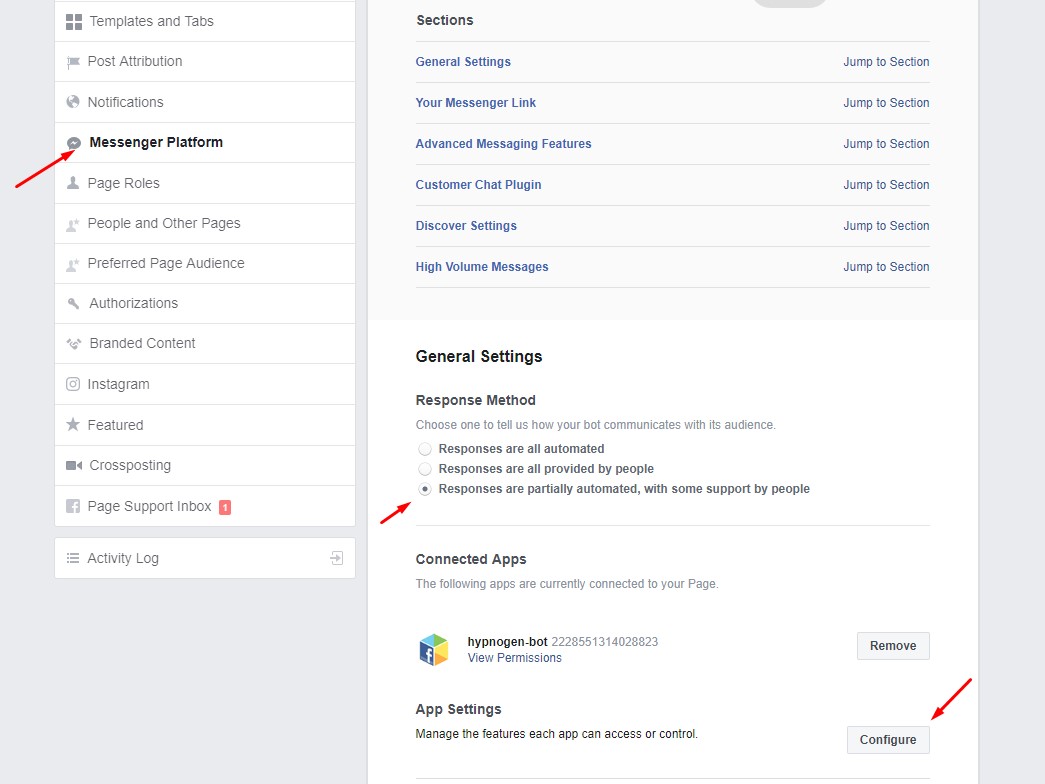 Templates and Tabs
Post Attribution
Notifications
Messenger Platform
Page Roles
People and Other Pages
Preferred Page Audience
Authorizations
Branded Content
Instagram
Featured
Crossposting
Page Support Inbox 1
Activity Log
Sections
General Settings Jump to Section
Your Messenger Link Jump to Section
Advanced Messaging Features Jump to Section
Customer Chat Plugin Jump to Section
Discover Settings Jump to Section
High Volume Messages Jump to Section
General Settings
Response Method
Choose one to tell us how your bot communicates with its audience.
Responses are all automated
Responses are all provided by people
Responses are partially automated, with some support by people
Connected Apps
The following apps are currently connected to your Page.
hypnogen-bot 2228551314028823 Remove
View Permissions
App Settings
Manage the features each app can access or control. Configure